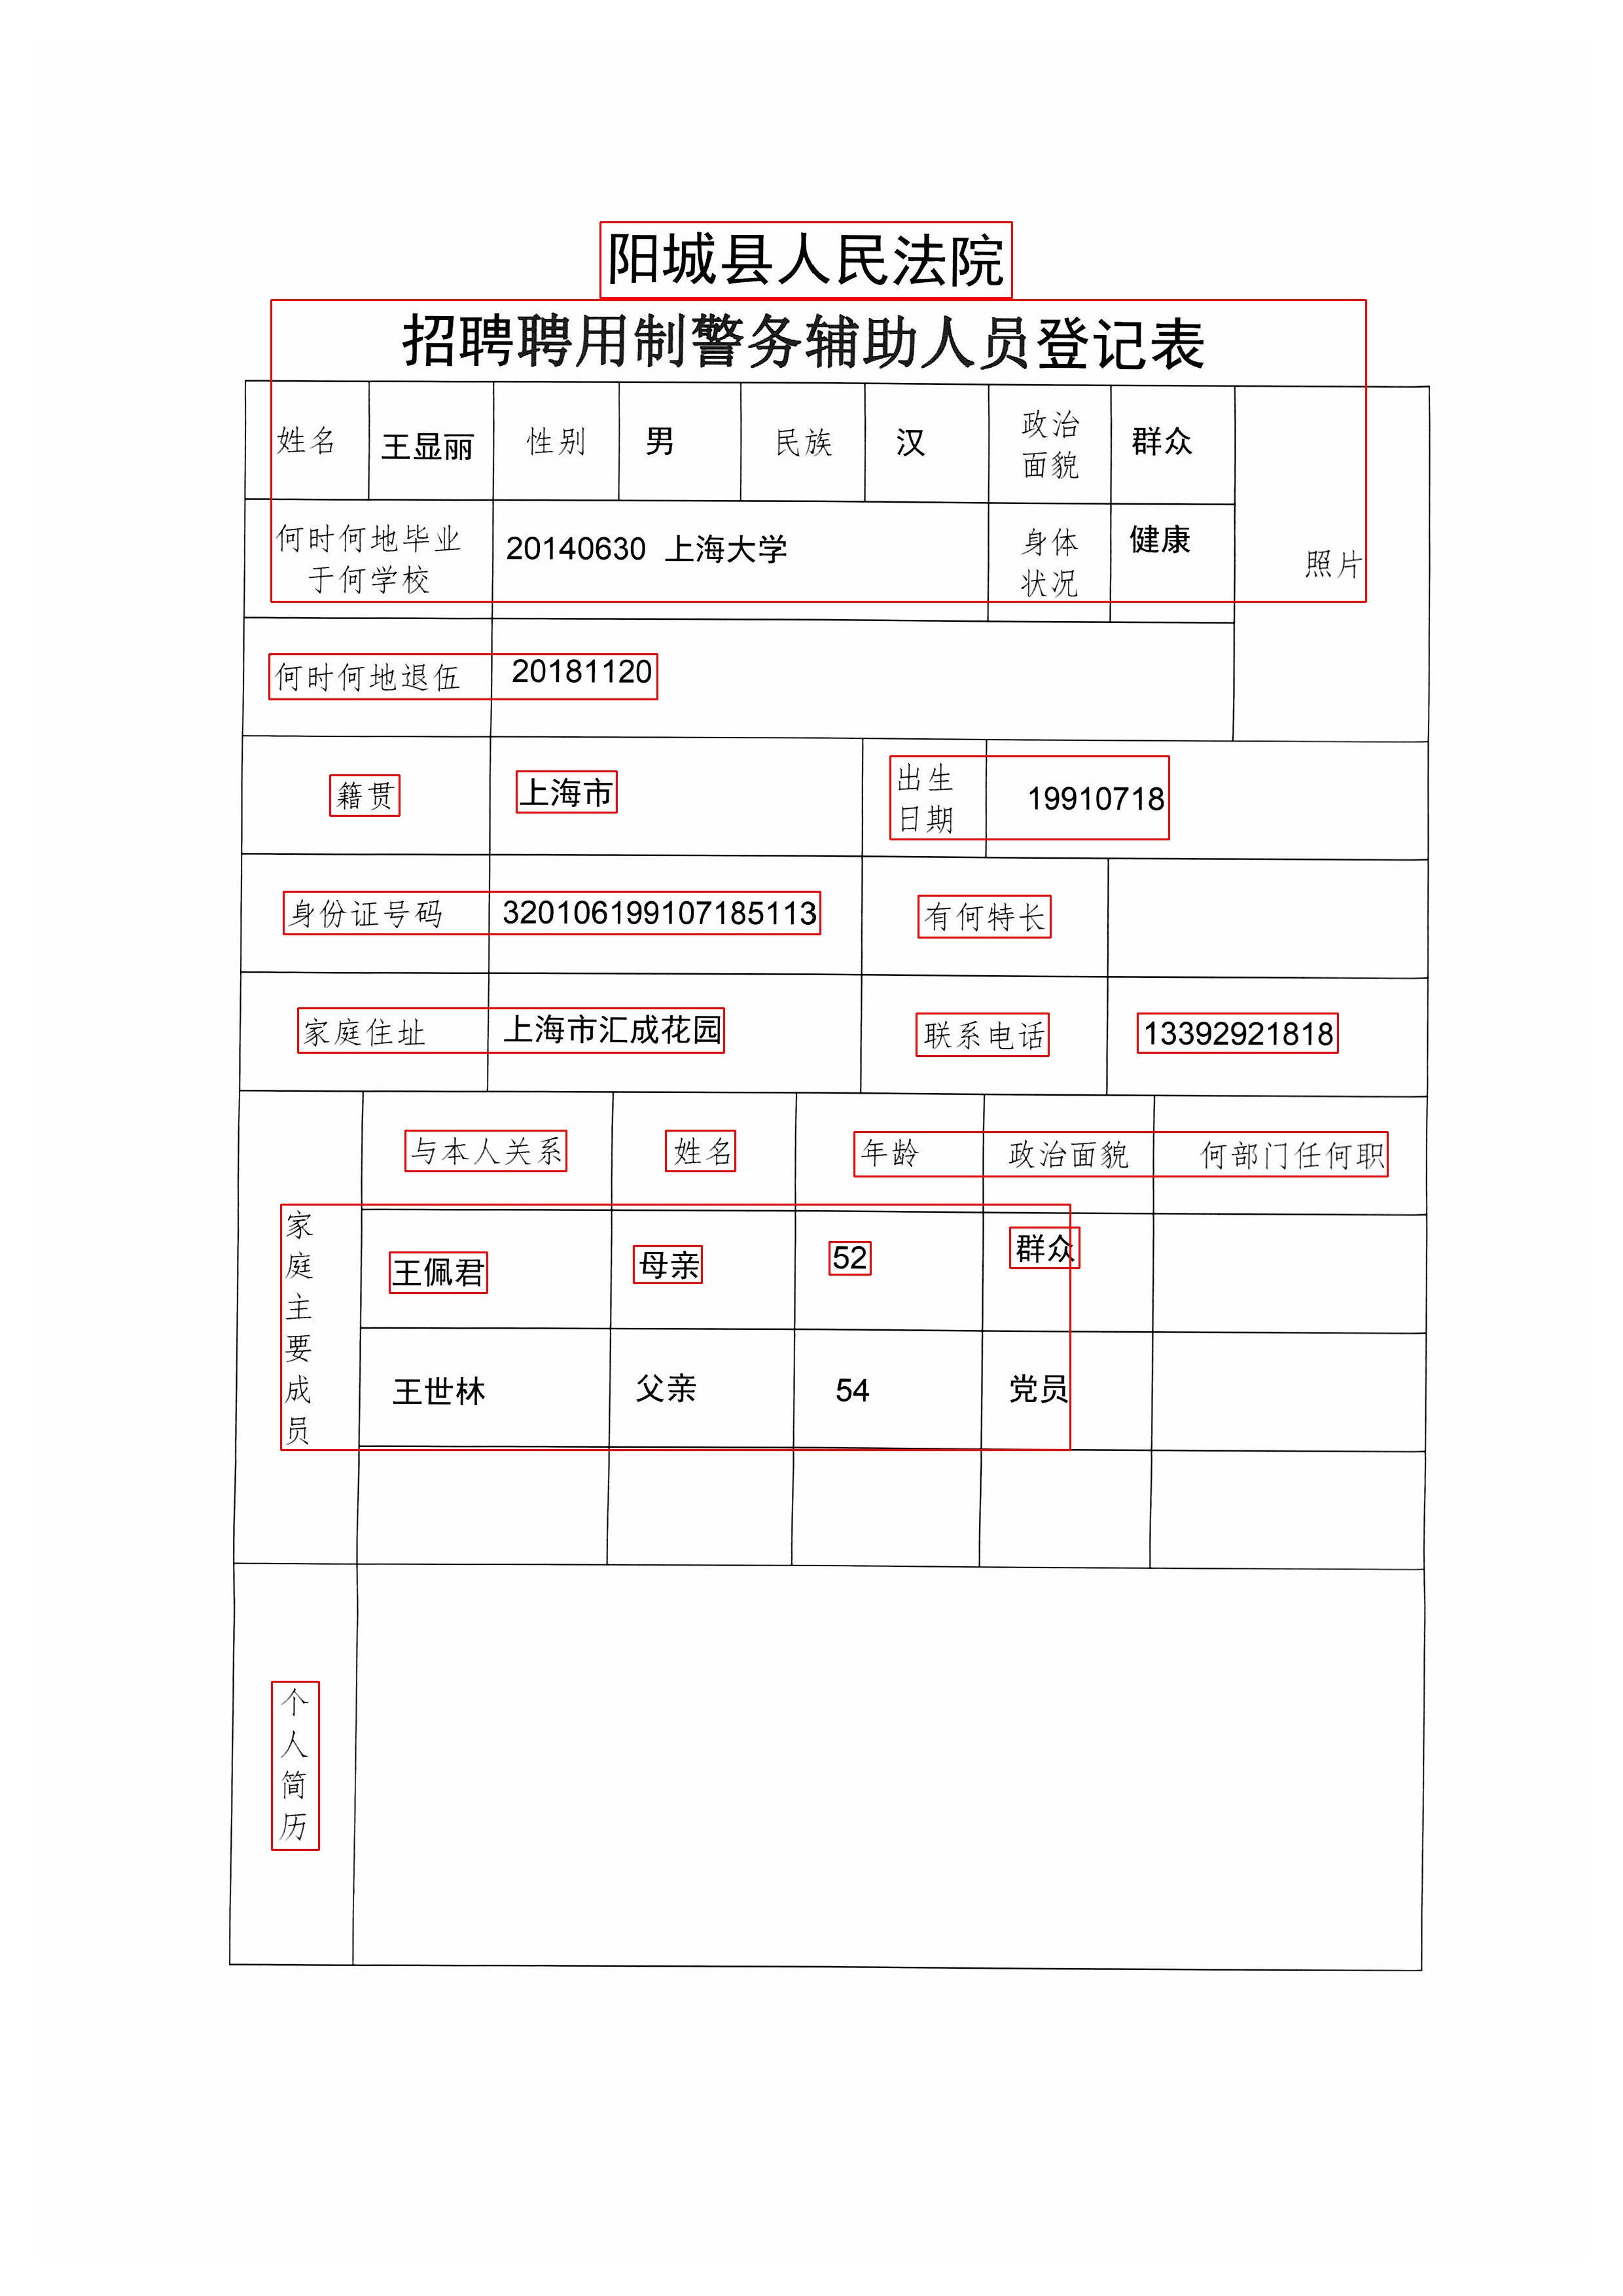 阳城县人民法院
招聘聘用制警务辅助人员登记表
姓名 王显丽 性别 男 民族 汉 政治面貌 群众
何时何地毕业于何学校 20140630 上海大学 身体状况 健康 照片
何时何地退伍 20181120
籍贯 上海市 出生日期 19910718
身份证号码 320106199107185113 有何特长
家庭住址 上海市汇成花园 联系电话 13392921818
家庭主要成员
与本人关系 姓名 年龄 政治面貌 何部门任何职
王佩君 母亲 52 群众
王世林 父亲 54 党员
个人简历